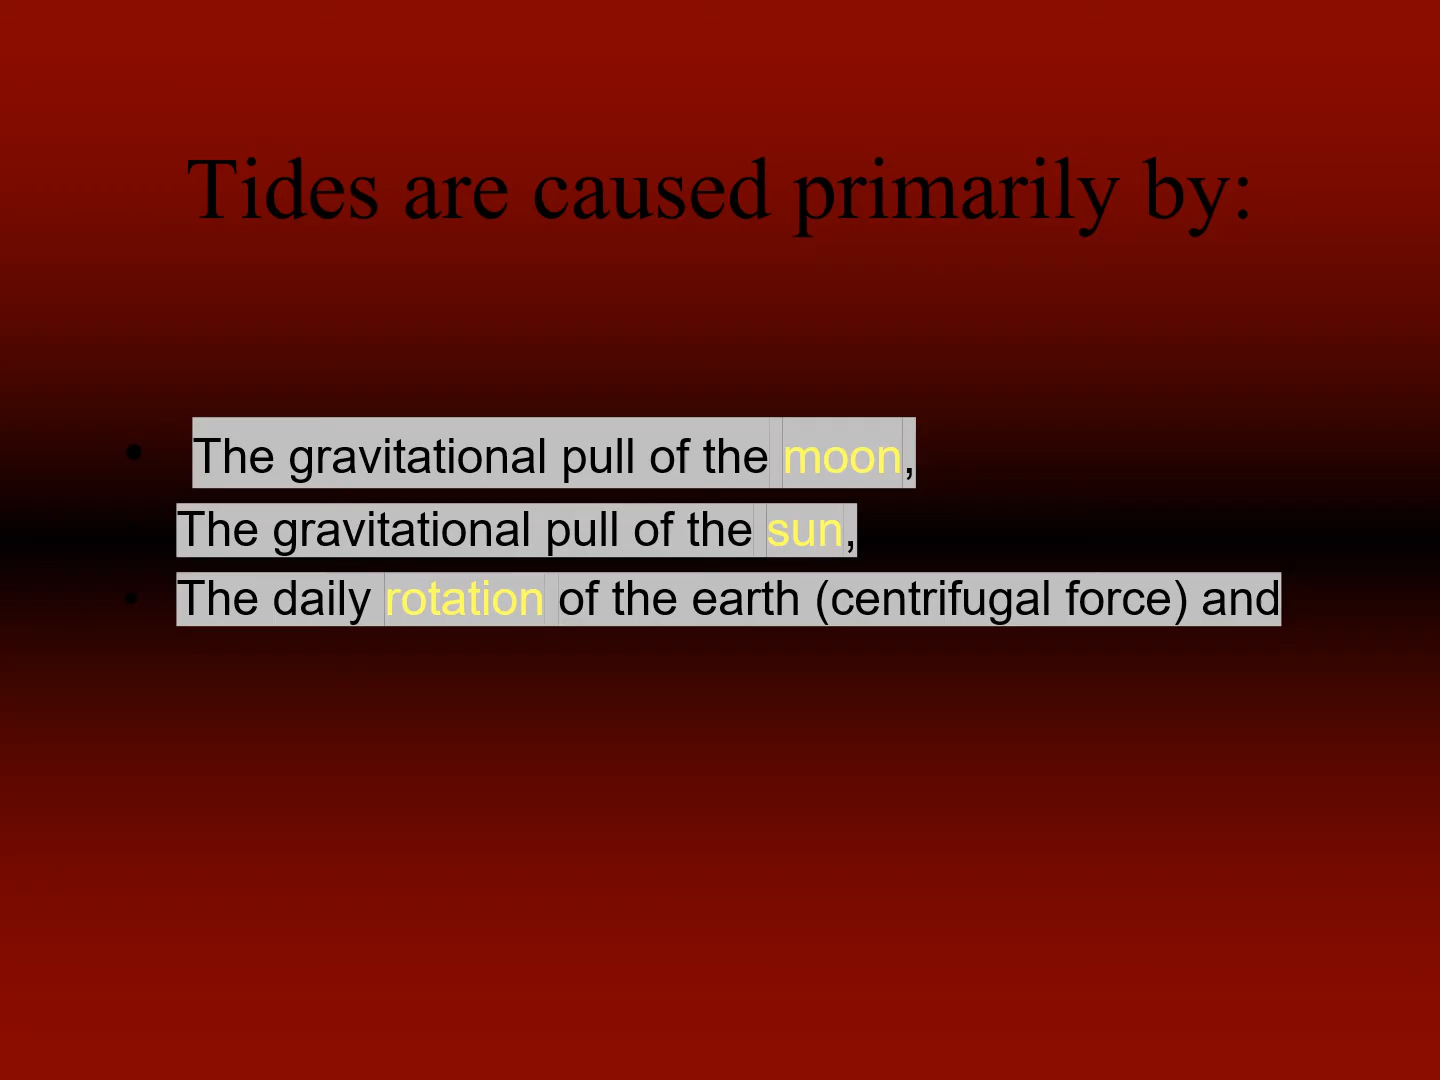 Tides are caused primarily by:
• The gravitational pull of the moon,
The gravitational pull of the sun,
• The daily rotation of the earth (centrifugal force) and